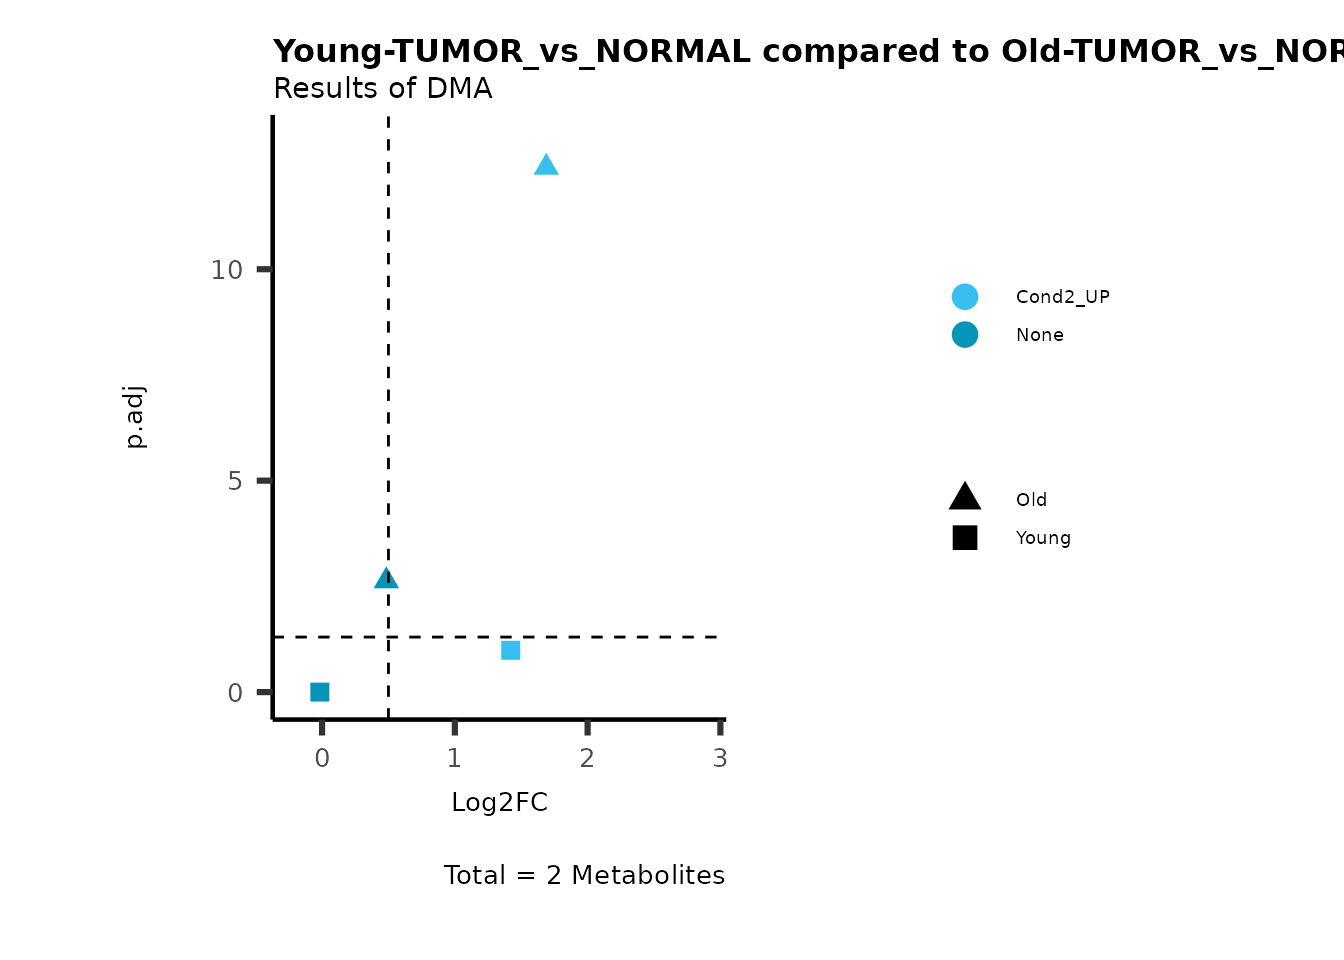 Young-TUMOR_vs_NORMAL compared to Old-TUMOR_vs_NOR
Results of DMA
10
5
0
p.adj
0 1 2 3
Log2FC
Total = 2 Metabolites
Cond2_UP
None
Old
Young